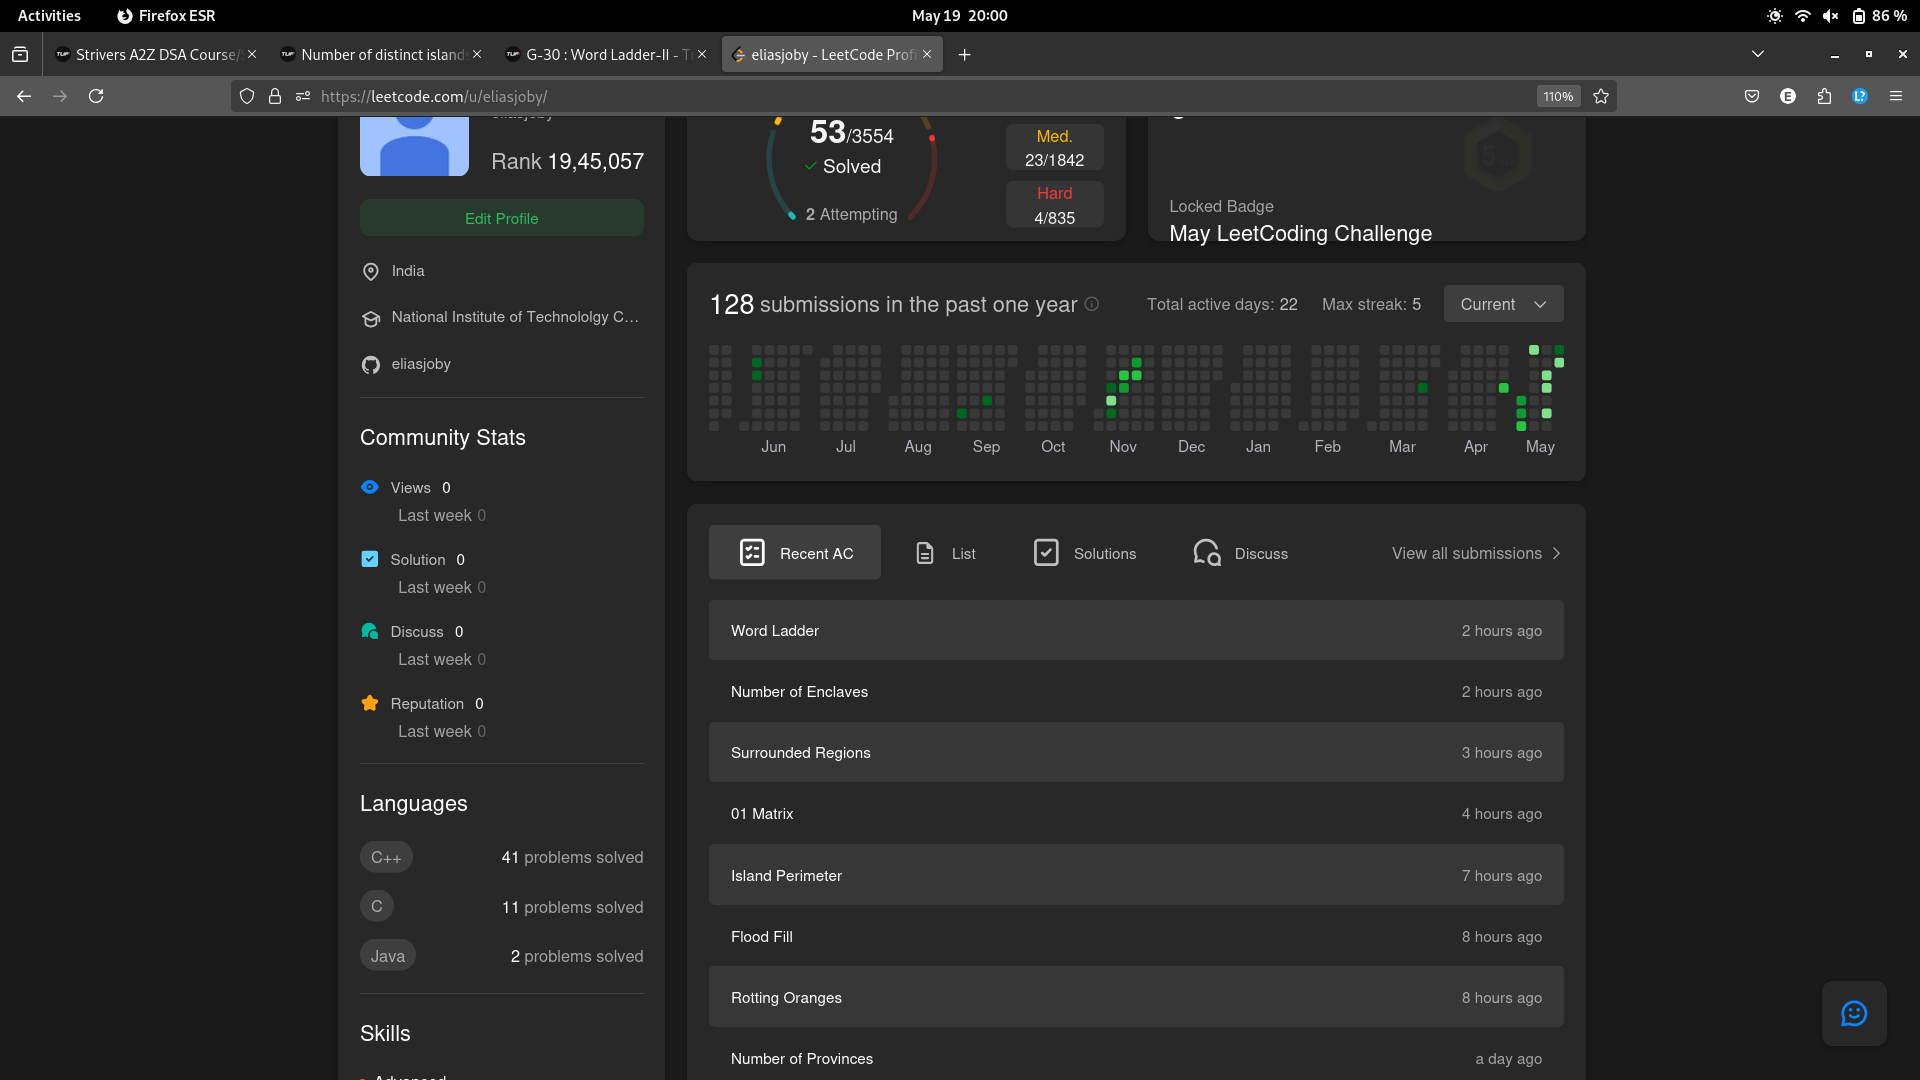 Activities
Firefox ESR
May 19 20:00
86 %
Strivers A2Z DSA Course/
Number of distinct island
G-30 : Word Ladder-II - T
eliasjoby - LeetCode Profi
https://leetcode.com/u/eliasjoby/
110%
Rank 19,45,057
Edit Profile
India
National Institute of Technololgy C...
eliasjoby
Community Stats
Views 0
Last week 0
Solution 0
Last week 0
Discuss 0
Last week 0
Reputation 0
Last week 0
Languages
C++ 41 problems solved
C 11 problems solved
Java 2 problems solved
Skills
53/3554
Solved
2 Attempting
Med.
23/1842
Hard
4/835
Locked Badge
May LeetCoding Challenge
128 submissions in the past one year
Total active days: 22
Max streak: 5
Current
Jun Jul Aug Sep Oct Nov Dec Jan Feb Mar Apr May
Recent AC
List
Solutions
Discuss
View all submissions
Word Ladder 2 hours ago
Number of Enclaves 2 hours ago
Surrounded Regions 3 hours ago
01 Matrix 4 hours ago
Island Perimeter 7 hours ago
Flood Fill 8 hours ago
Rotting Oranges 8 hours ago
Number of Provinces a day ago